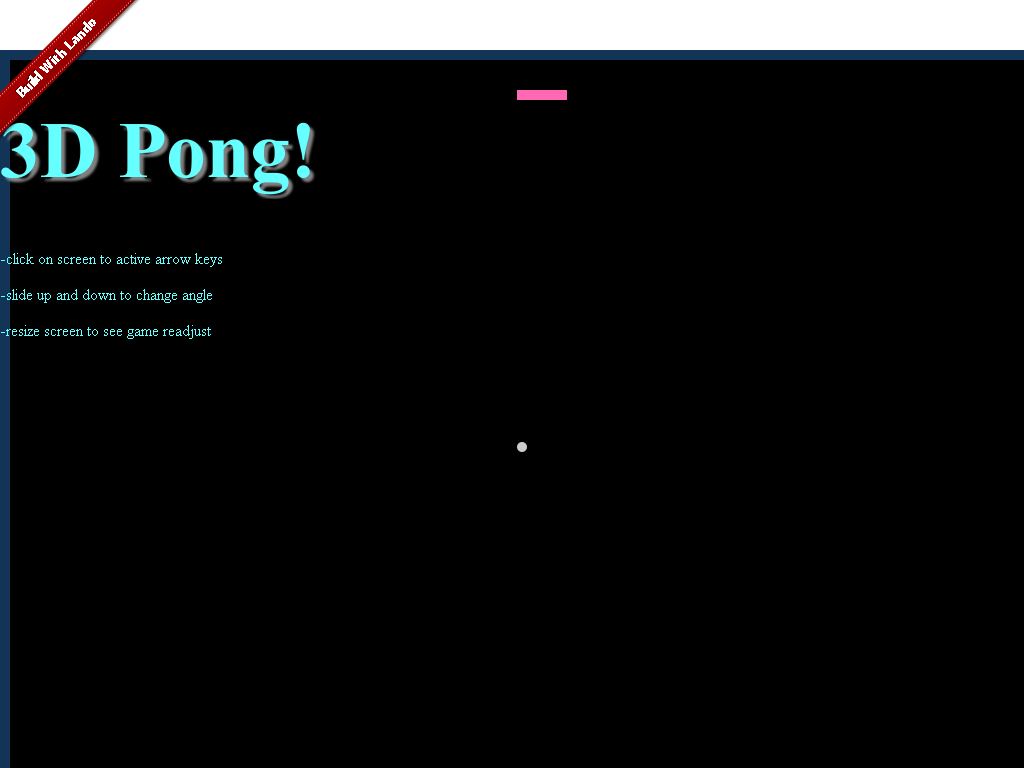 Build With Lando
3D Pong!
-click on screen to active arrow keys
-slide up and down to change angle
-resize screen to see game readjust